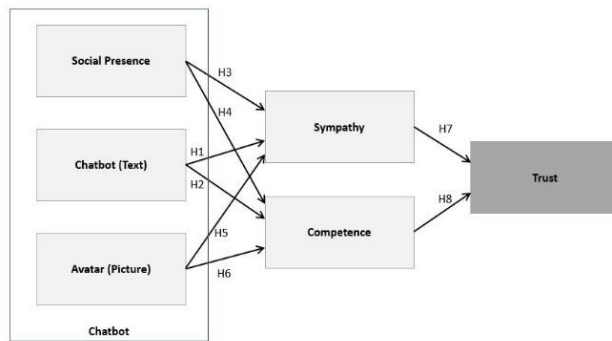 Social Presence
H3
H4
Sympathy
H7
Chatbot (Text)
H1
H2
Trust
H8
Competence
H5
Avatar (Picture)
H6
Chatbot